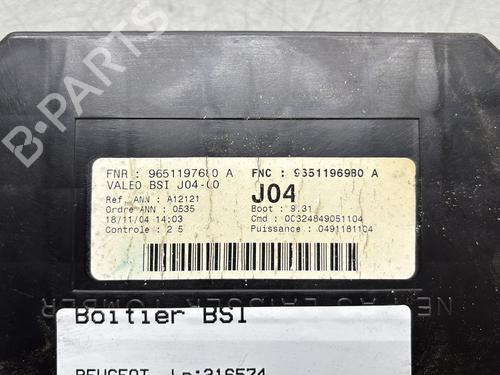 FNR : 9651197680 A FNC : 9651196980 A
VALEO BSI J04-00 J04
Ref. ANN : A12121 Boot : 9.31
Ordre ANN : 0535 Cmd : 0C324849051104
18/11/04 14:03 Puissance : 0491181104
Controle : 2 5
NE PAS LAISSER TOMBER
Boitier BSI
PEUGEOT Lp:216574
B-PARTS